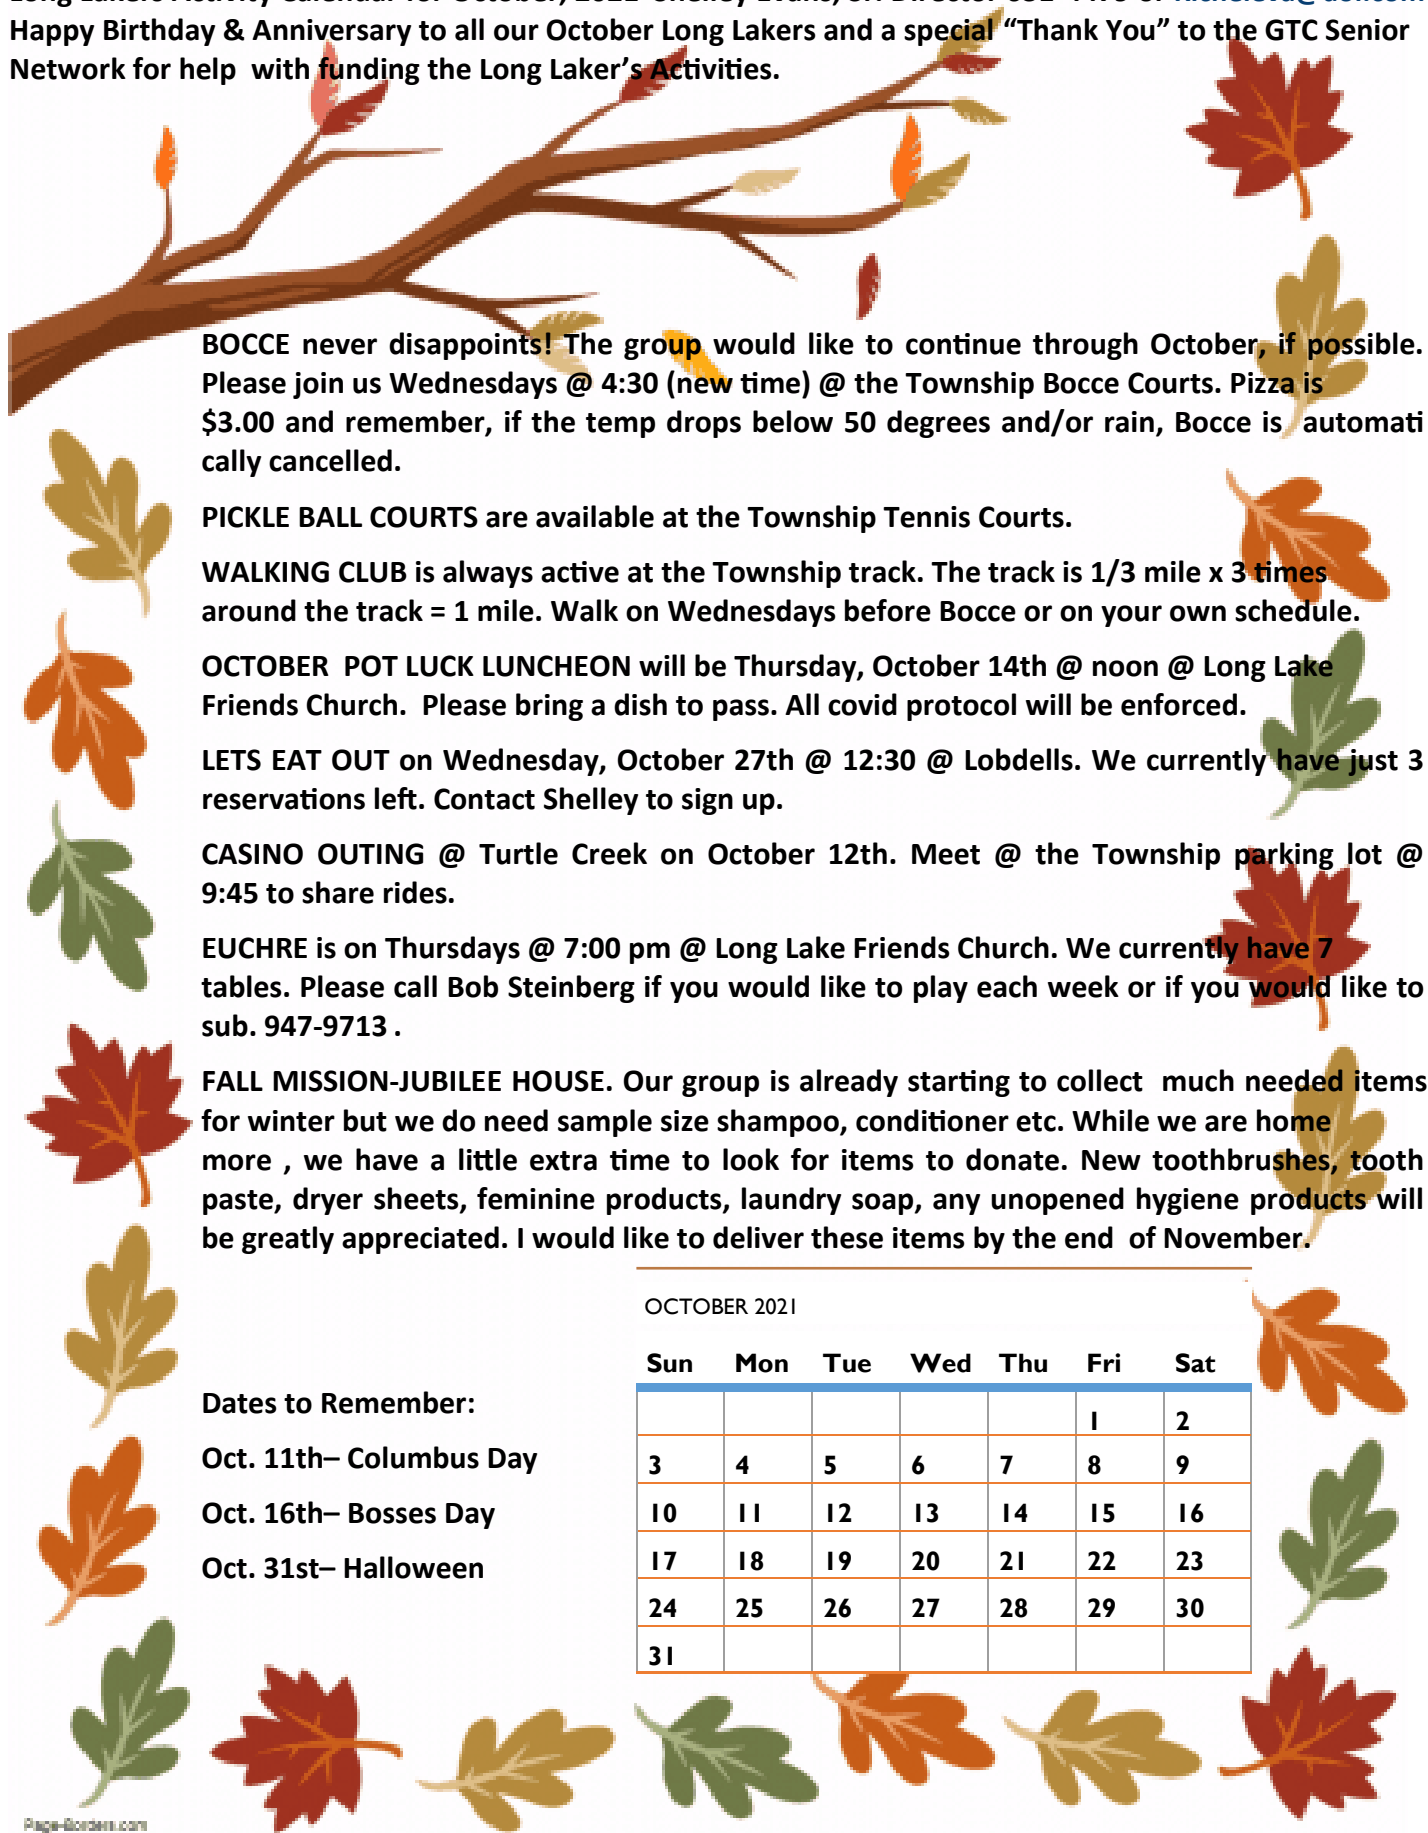 Happy Birthday & Anniversary to all our October Long Lakers and a special “Thank You” to the GTC Senior
Network for help with funding the Long Laker’s Activities.
BOCCE never disappoints! The group would like to continue through October, if possible.
Please join us Wednesdays @ 4:30 (new time) @ the Township Bocce Courts. Pizza is
$3.00 and remember, if the temp drops below 50 degrees and/or rain, Bocce is automati
cally cancelled.
PICKLE BALL COURTS are available at the Township Tennis Courts.
WALKING CLUB is always active at the Township track. The track is 1/3 mile x 3 times
around the track = 1 mile. Walk on Wednesdays before Bocce or on your own schedule.
OCTOBER POT LUCK LUNCHEON will be Thursday, October 14th @ noon @ Long Lake
Friends Church. Please bring a dish to pass. All covid protocol will be enforced.
LETS EAT OUT on Wednesday, October 27th @ 12:30 @ Lobdells. We currently have just 3
reservations left. Contact Shelley to sign up.
CASINO OUTING @ Turtle Creek on October 12th. Meet @ the Township parking lot @
9:45 to share rides.
EUCHRE is on Thursdays @ 7:00 pm @ Long Lake Friends Church. We currently have 7
tables. Please call Bob Steinberg if you would like to play each week or if you would like to
sub. 947-9713 .
FALL MISSION-JUBILEE HOUSE. Our group is already starting to collect much needed items
for winter but we do need sample size shampoo, conditioner etc. While we are home
more , we have a little extra time to look for items to donate. New toothbrushes, tooth
paste, dryer sheets, feminine products, laundry soap, any unopened hygiene products will
be greatly appreciated. I would like to deliver these items by the end of November.
Dates to Remember:
Oct. 11th– Columbus Day
Oct. 16th– Bosses Day
Oct. 31st– Halloween
OCTOBER 2021
Sun Mon Tue Wed Thu Fri Sat
1 2
3 4 5 6 7 8 9
10 11 12 13 14 15 16
17 18 19 20 21 22 23
24 25 26 27 28 29 30
31
Page-Borders.com